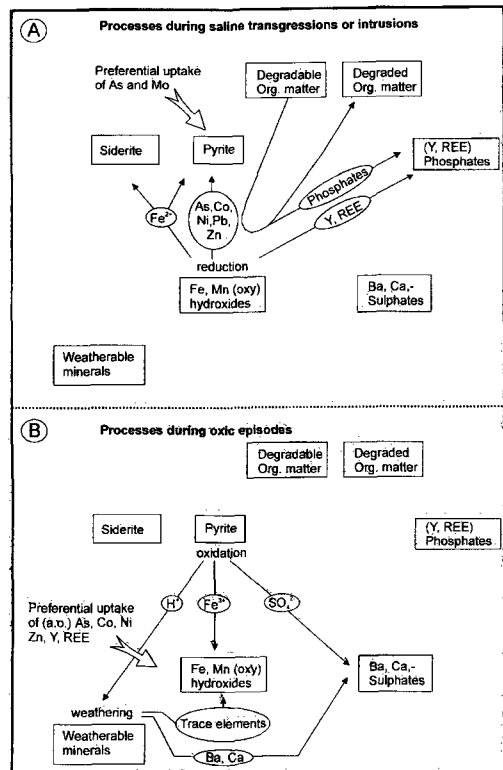 A
Processes during saline transgressions or intrusions
Preferential uptake
of As and Mo
Degradable
Org. matter
Degraded
Org. matter
Siderite
Pyrite
(Y, REE)
Phosphates
Phosphates
Fe²⁺
As,Co,
Ni,Pb,
Zn
Y, REE
reduction
Fe, Mn (oxy)
hydroxides
Ba, Ca,-
Sulphates
Weatherable
minerals
B
Processes during oxic episodes
Degradable
Org. matter
Degraded
Org. matter
Siderite
Pyrite
(Y, REE)
Phosphates
oxidation
H⁺
Fe³⁺
SO₄²⁻
Preferential uptake
of (a.o.) As, Co, Ni
Zn, Y, REE
Fe, Mn (oxy)
hydroxides
Ba, Ca,-
Sulphates
weathering
Trace elements
Weatherable
minerals
Ba, Ca